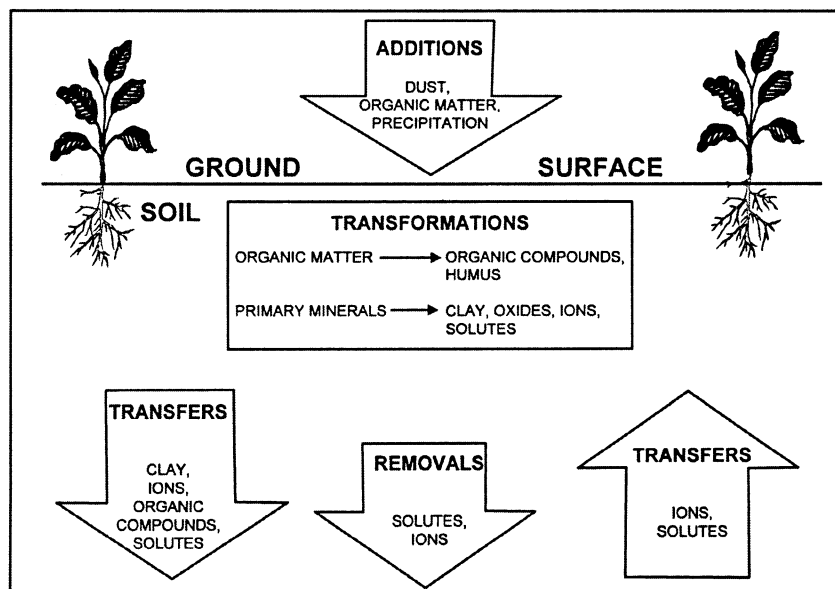 ADDITIONS
DUST,
ORGANIC MATTER,
PRECIPITATION
GROUND SURFACE
SOIL
TRANSFORMATIONS
ORGANIC MATTER ORGANIC COMPOUNDS,
HUMUS
PRIMARY MINERALS CLAY, OXIDES, IONS,
SOLUTES
TRANSFERS
CLAY,
IONS,
ORGANIC
COMPOUNDS,
SOLUTES
REMOVALS
SOLUTES,
IONS
TRANSFERS
IONS,
SOLUTES